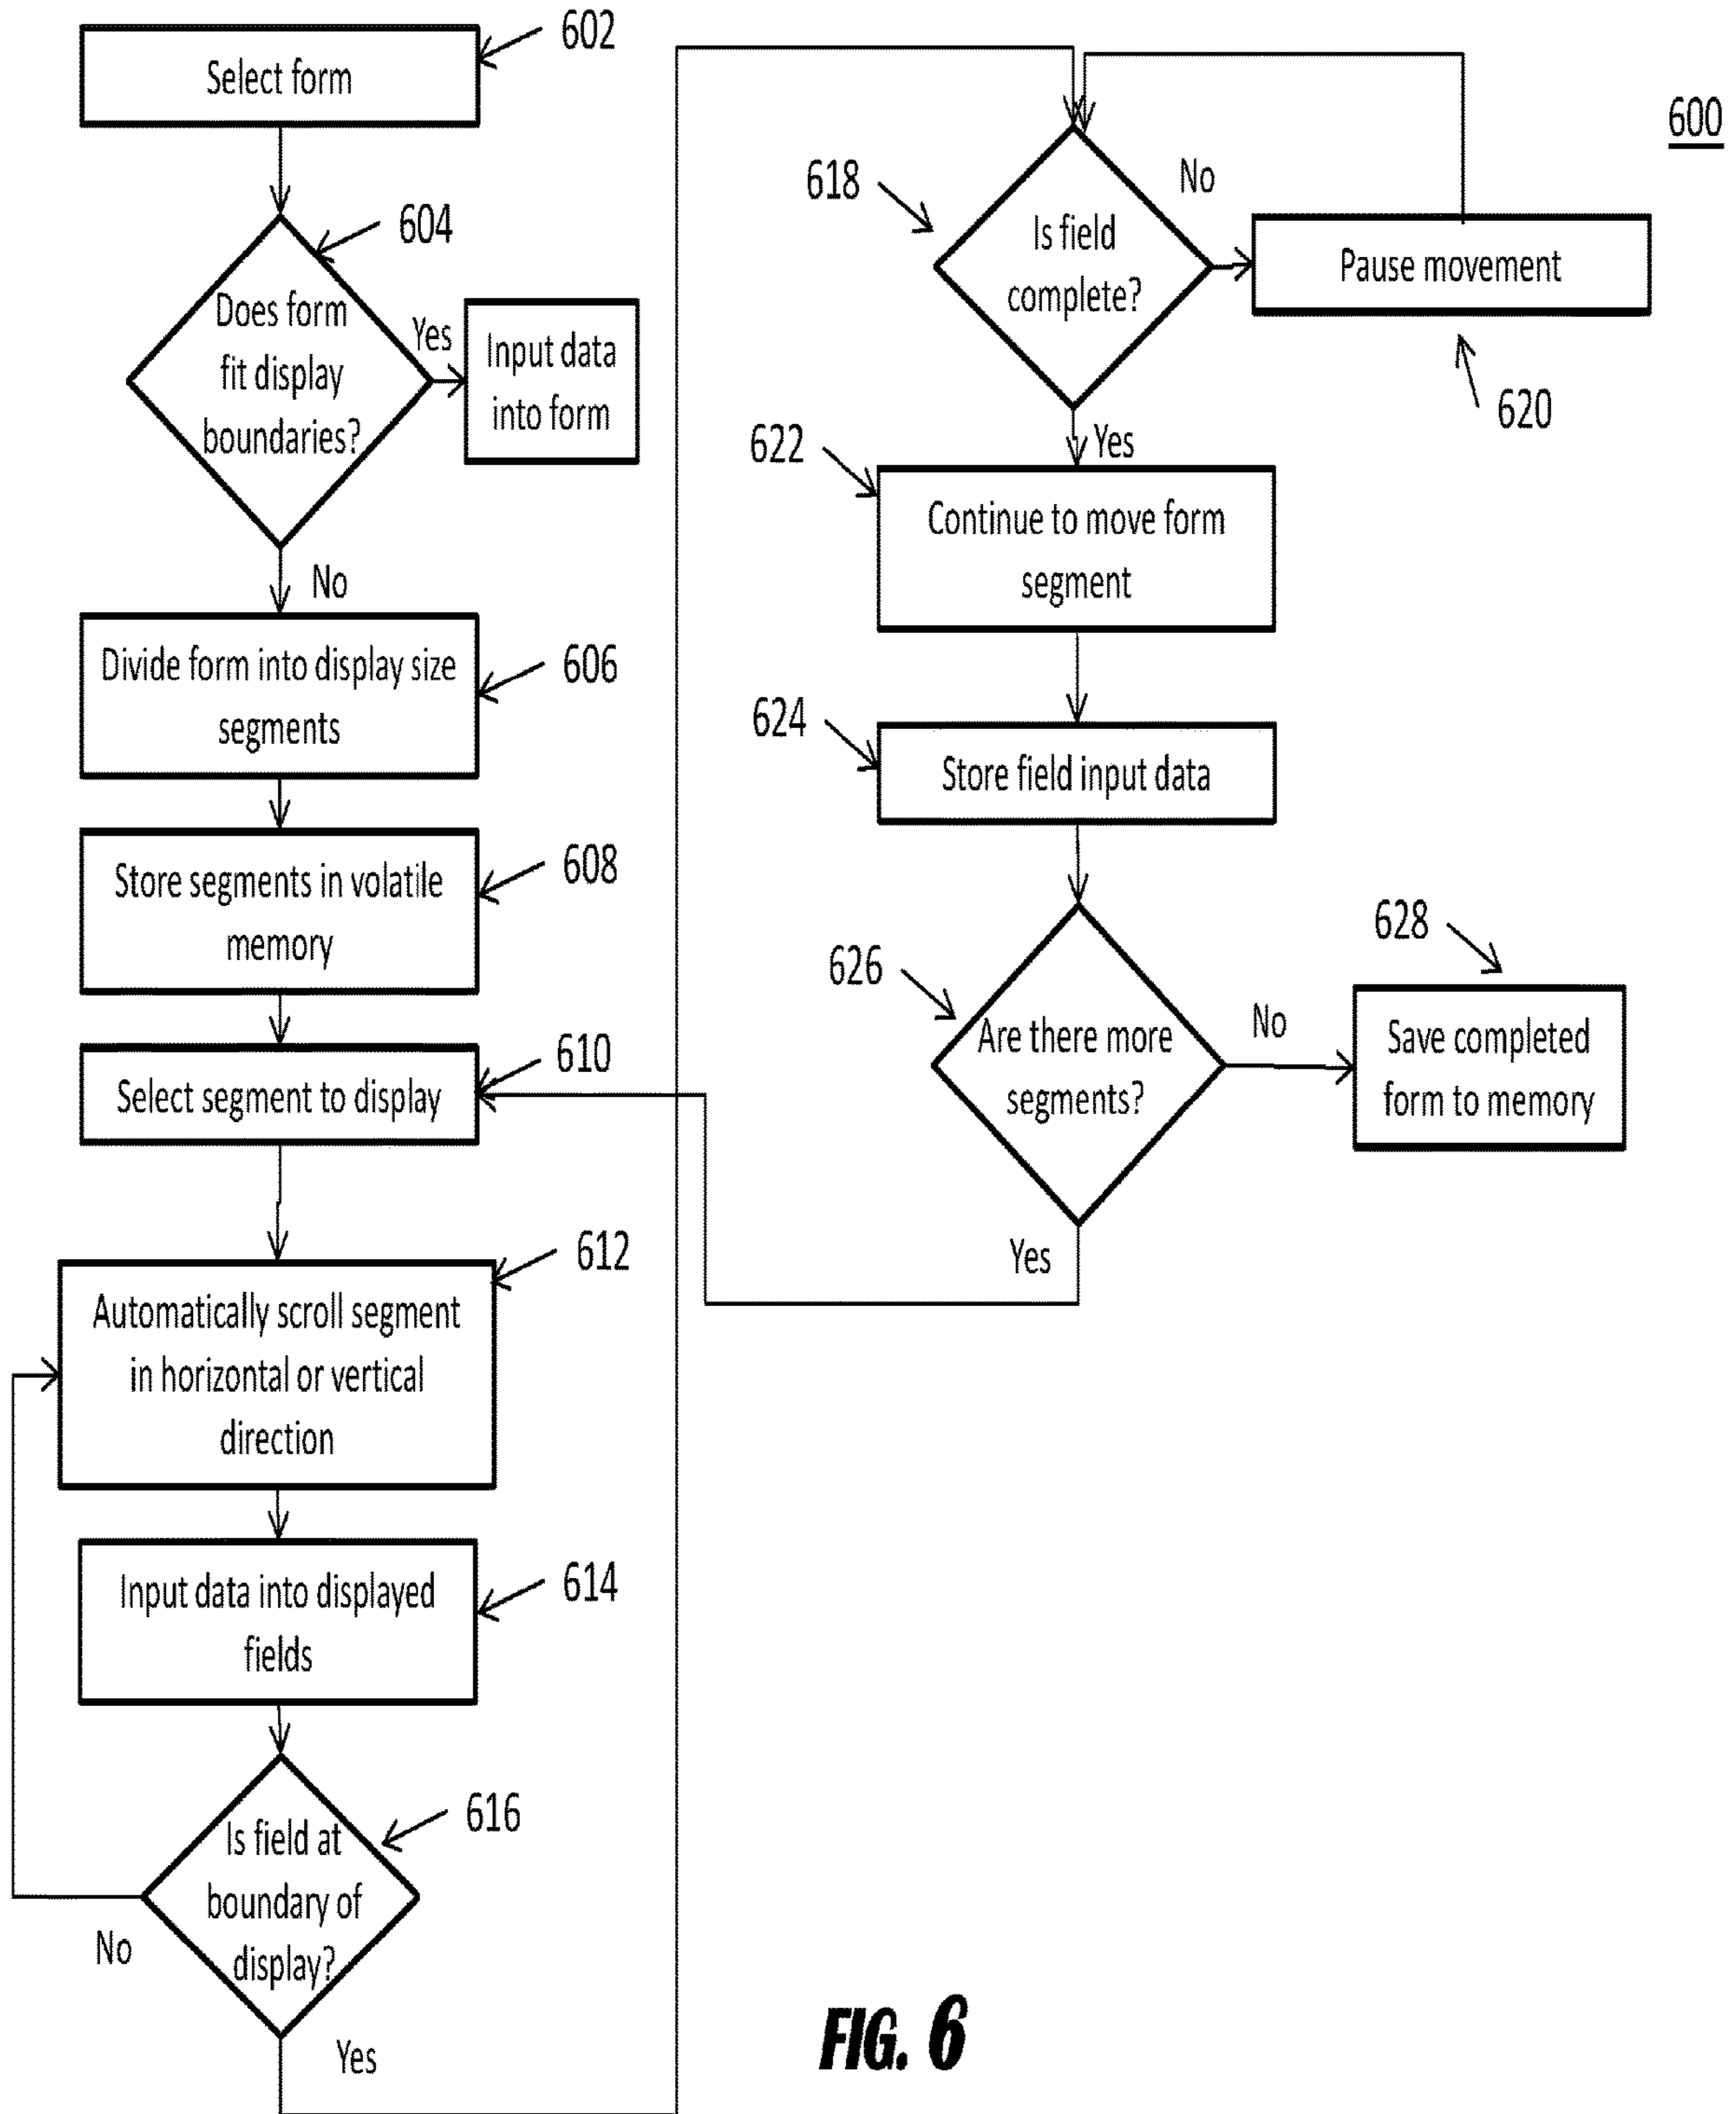 602
Select form
604
Does form
fit display
boundaries?
Yes
Input data
into form
No
Divide form into display size
segments
606
Store segments in volatile
memory
608
Select segment to display
610
Automatically scroll segment
in horizontal or vertical
direction
612
Input data into displayed
fields
614
Is field at
boundary of
display?
616
No
Yes
600
618
Is field
complete?
No
Pause movement
620
Yes
622
Continue to move form
segment
624
Store field input data
626
Are there more
segments?
No
628
Save completed
form to memory
Yes
FIG. 6